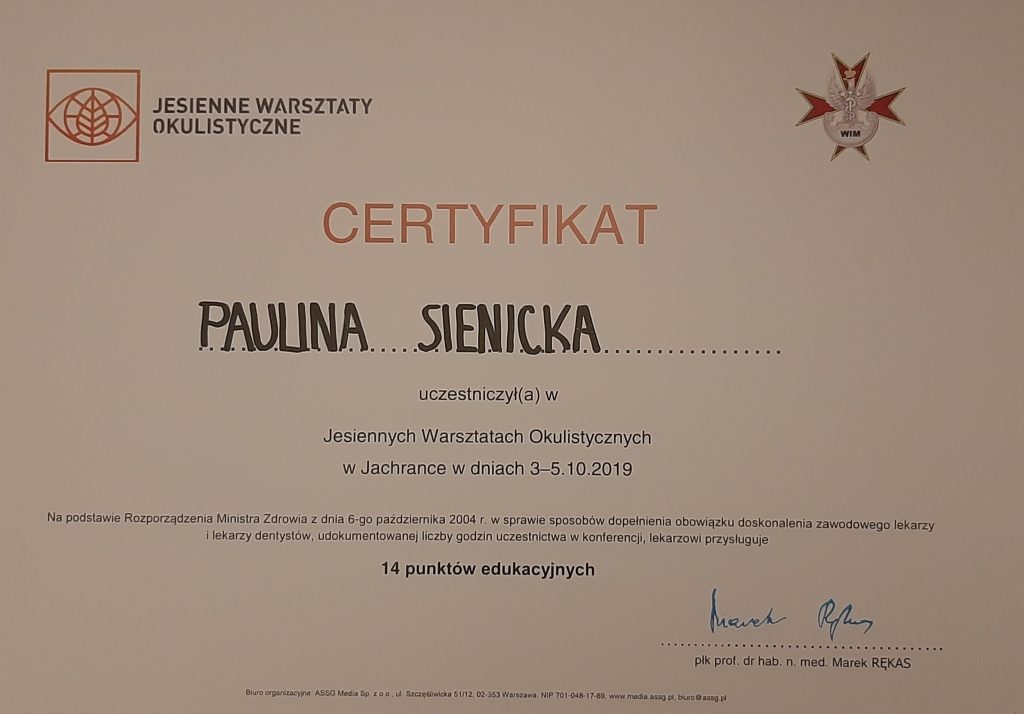 JESIENNE WARSZTATY
OKULISTYCZNE
WIM
CERTYFIKAT
PAULINA SIENICKA
uczestniczył(a) w
Jesiennych Warsztatach Okulistycznych
w Jachrance w dniach 3–5.10.2019
Na podstawie Rozporządzenia Ministra Zdrowia z dnia 6-go października 2004 r. w sprawie sposobów dopełnienia obowiązku doskonalenia zawodowego lekarzy
i lekarzy dentystów, udokumentowanej liczby godzin uczestnictwa w konferencji, lekarzowi przysługuje
14 punktów edukacyjnych
Marek Rękas
płk prof. dr hab. n. med. Marek RĘKAS
Biuro organizacyjne: ASSG Media Sp. z o.o., ul. Szczęśliwicka 51/12, 02-353 Warszawa, NIP 701-048-17-69, www.media.assg.pl, biuro@assg.pl